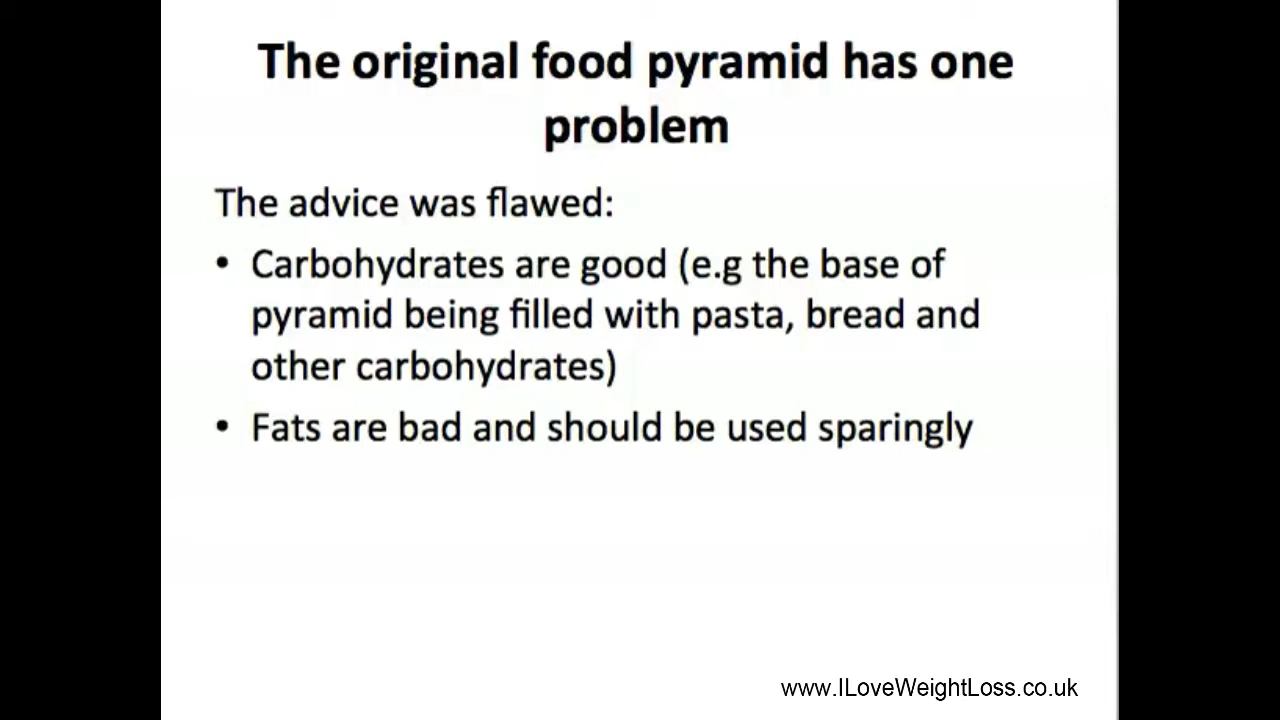 The original food pyramid has one
problem
The advice was flawed:
• Carbohydrates are good (e.g the base of
pyramid being filled with pasta, bread and
other carbohydrates)
• Fats are bad and should be used sparingly
www.ILoveWeightLoss.co.uk